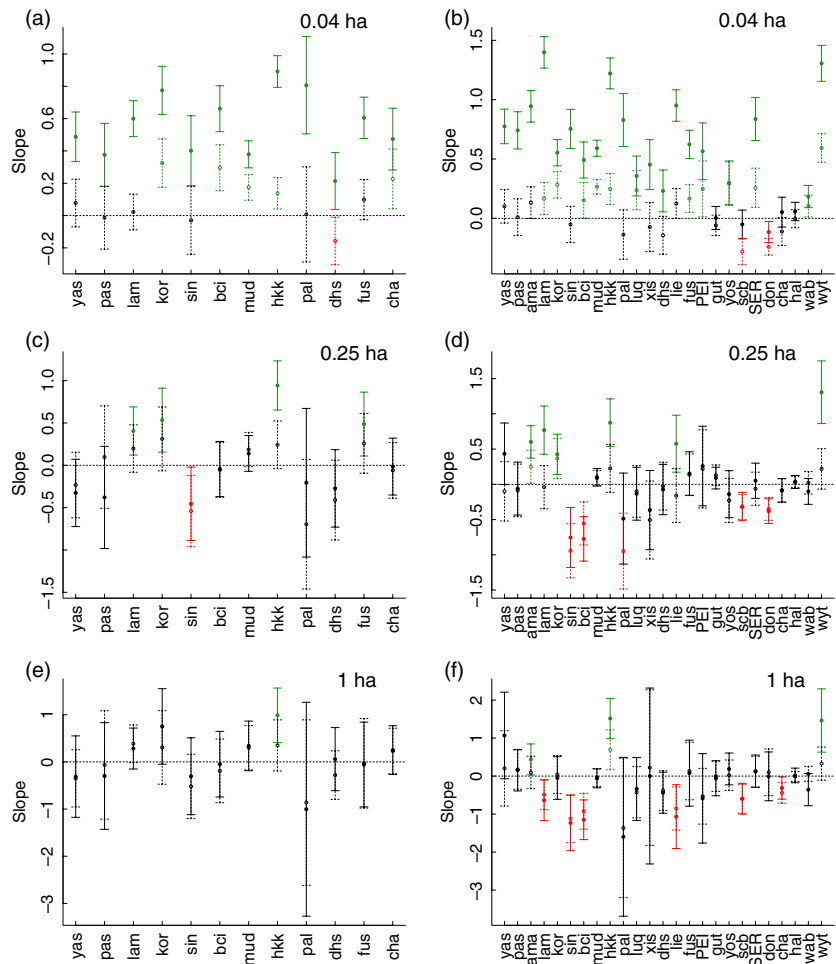 (a)
0.04 ha
Slope
1.0
0.6
0.2
−0.2
yas
pas
lam
kor
sin
bci
mud
hkk
pal
dhs
fus
cha
(b)
0.04 ha
Slope
1.5
1.0
0.5
0.0
yas
pas
ama
lam
kor
sin
bci
mud
hkk
pal
luq
xis
dhs
lie
fus
PEI
gut
yos
scb
SER
don
cha
hal
wab
wyt
(c)
0.25 ha
Slope
1.0
0.5
0.0
−0.5
−1.5
yas
pas
lam
kor
sin
bci
mud
hkk
pal
dhs
fus
cha
(d)
0.25 ha
Slope
1.5
0.5
−0.5
−1.5
yas
pas
ama
lam
kor
sin
bci
mud
hkk
pal
luq
xis
dhs
lie
fus
PEI
gut
yos
scb
SER
don
cha
hal
wab
wyt
(e)
1 ha
Slope
2
1
0
−1
−2
−3
yas
pas
lam
kor
sin
bci
mud
hkk
pal
dhs
fus
cha
(f)
1 ha
Slope
2
1
0
−1
−2
−3
yas
pas
ama
lam
kor
sin
bci
mud
hkk
pal
luq
xis
dhs
lie
fus
PEI
gut
yos
scb
SER
don
cha
hal
wab
wyt